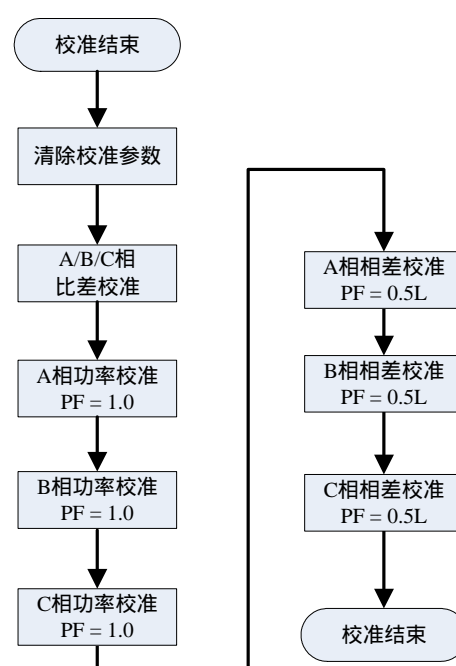 校准结束
清除校准参数
A/B/C相
比差校准
A相功率校准
PF = 1.0
B相功率校准
PF = 1.0
C相功率校准
PF = 1.0
A相相差校准
PF = 0.5L
B相相差校准
PF = 0.5L
C相相差校准
PF = 0.5L
校准结束